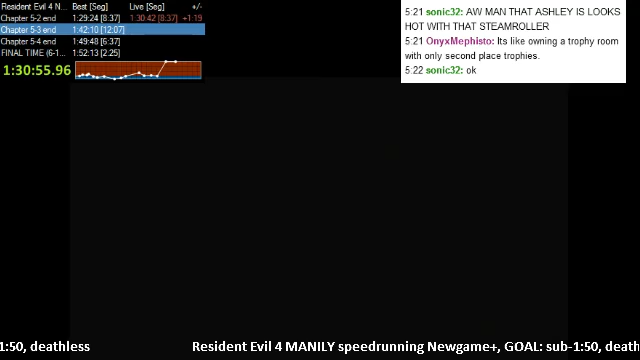 Resident Evil 4 N... Best [Seg] Live [Seg] +/-
Chapter 5-2 end 1:29:24 [8:37] 1:30:42 [8:37] +1:19
Chapter 5-3 end 1:42:10 [12:07]
Chapter 5-4 end 1:49:48 [6:37]
FINAL TIME (6-1... 1:52:13 [2:25]
1:30:55.96
5:21 sonic32: AW MAN THAT ASHLEY IS LOOKS
HOT WITH THAT STEAMROLLER
5:21 OnyxMephisto: Its like owning a trophy room
with only second place trophies.
5:22 sonic32: ok
1:50, deathless Resident Evil 4 MANILY speedrunning Newgame+, GOAL: sub-1:50, death